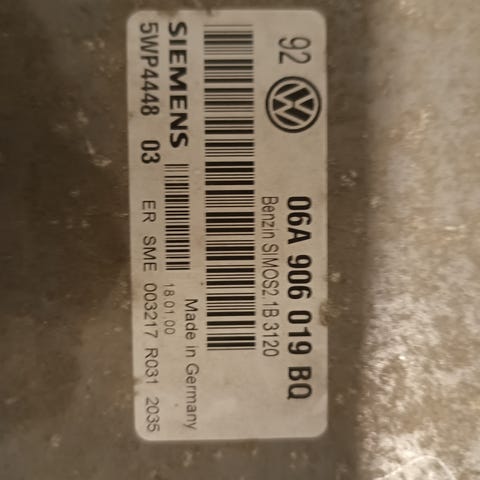 92
06A 906 019 BQ
Benzin SIMOS2.1B 3120
SIEMENS
Made in Germany
18.01.00
5WP4448 03
ER SME 003217 R031 2035